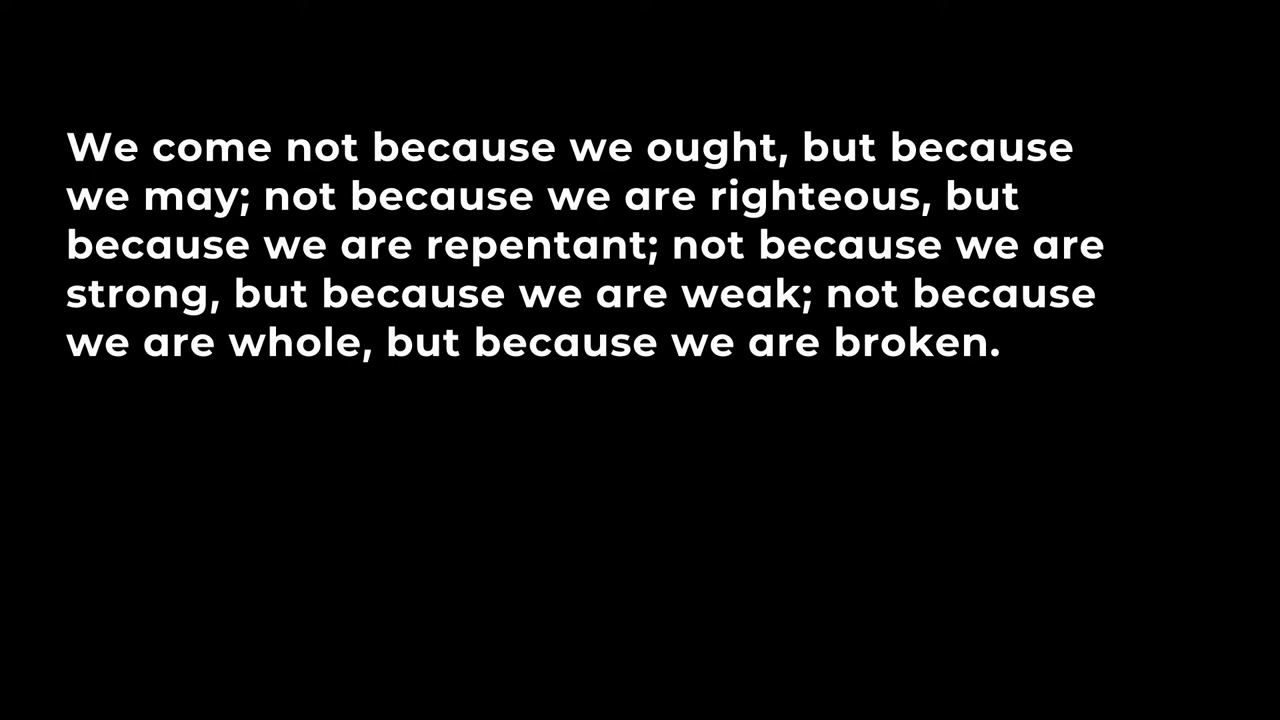 We come not because we ought, but because
we may; not because we are righteous, but
because we are repentant; not because we are
strong, but because we are weak; not because
we are whole, but because we are broken.